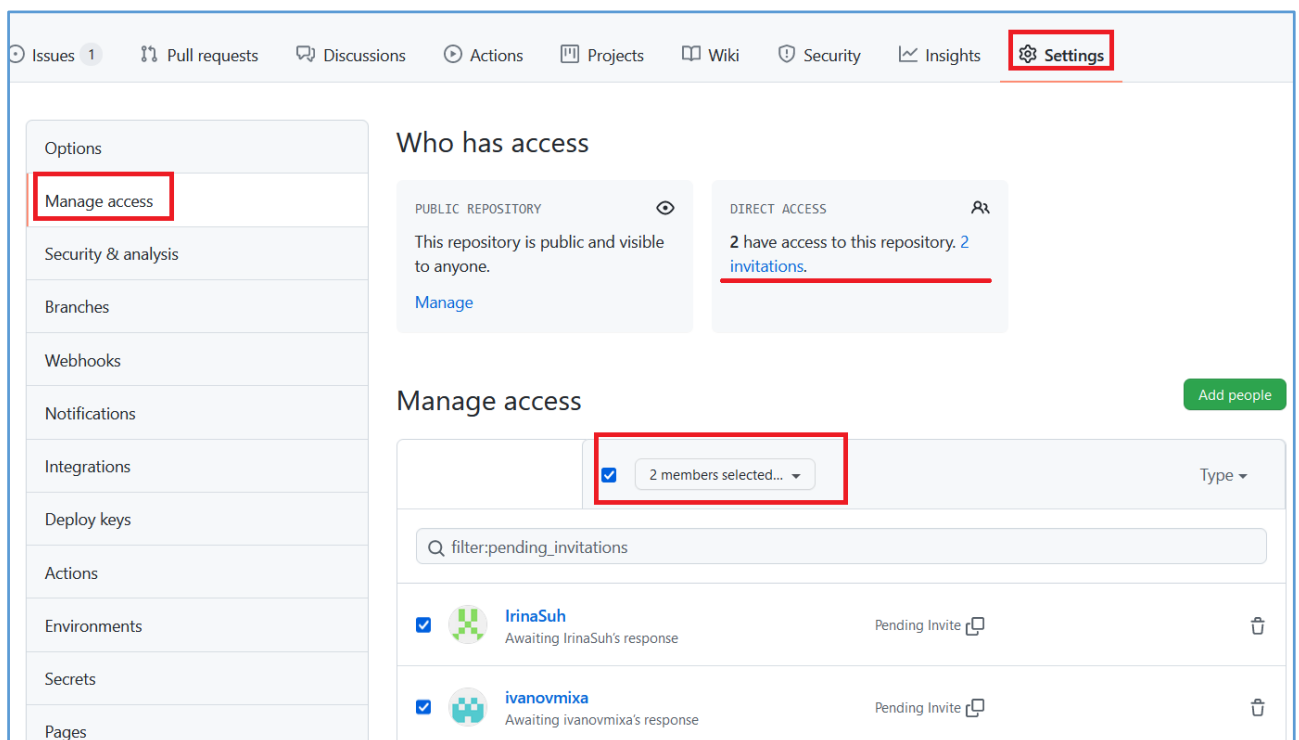 Issues 1 Pull requests Discussions Actions Projects Wiki Security Insights Settings
Options
Manage access
Security & analysis
Branches
Webhooks
Notifications
Integrations
Deploy keys
Actions
Environments
Secrets
Pages
Who has access
PUBLIC REPOSITORY
This repository is public and visible
to anyone.
Manage
DIRECT ACCESS
2 have access to this repository. 2
invitations.
Manage access
Add people
2 members selected...
Type
filter:pending_invitations
IrinaSuh
Awaiting IrinaSuh's response
Pending Invite
ivanovmixa
Awaiting ivanovmixa's response
Pending Invite